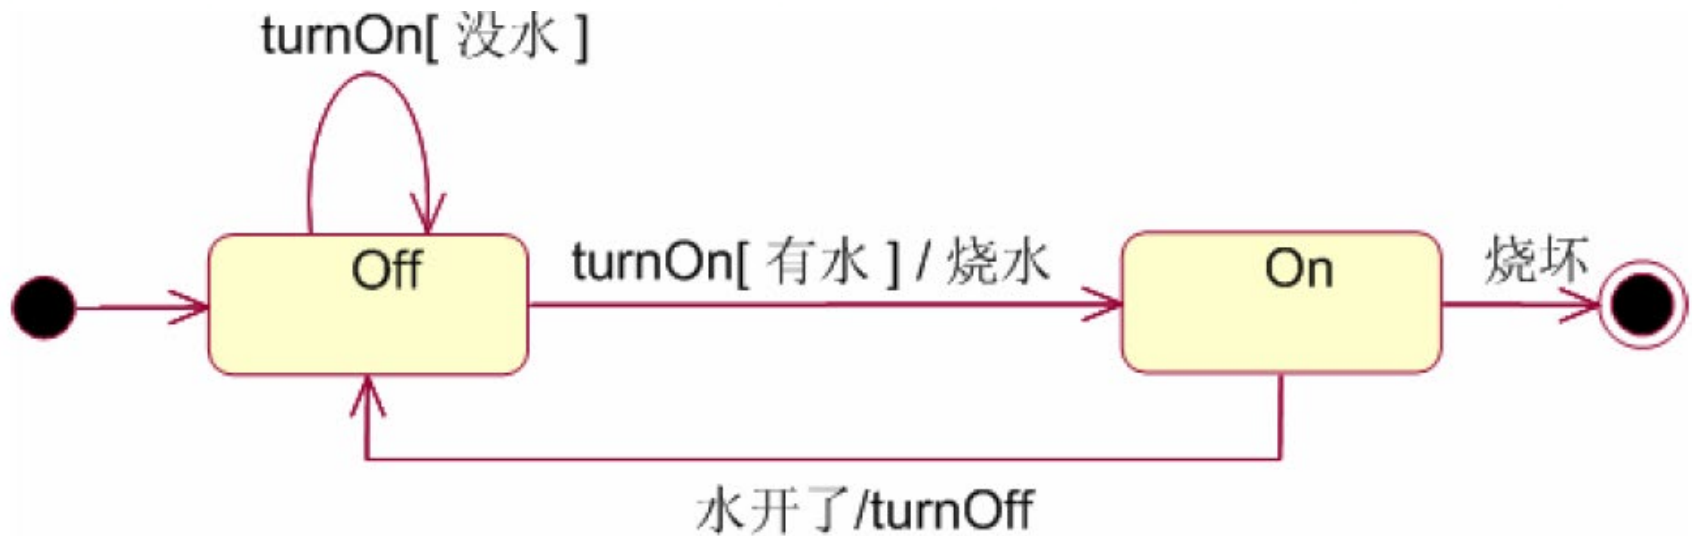 turnOn[ 没水 ]
Off
turnOn[ 有水 ] / 烧水
On
烧坏
水开了/turnOff